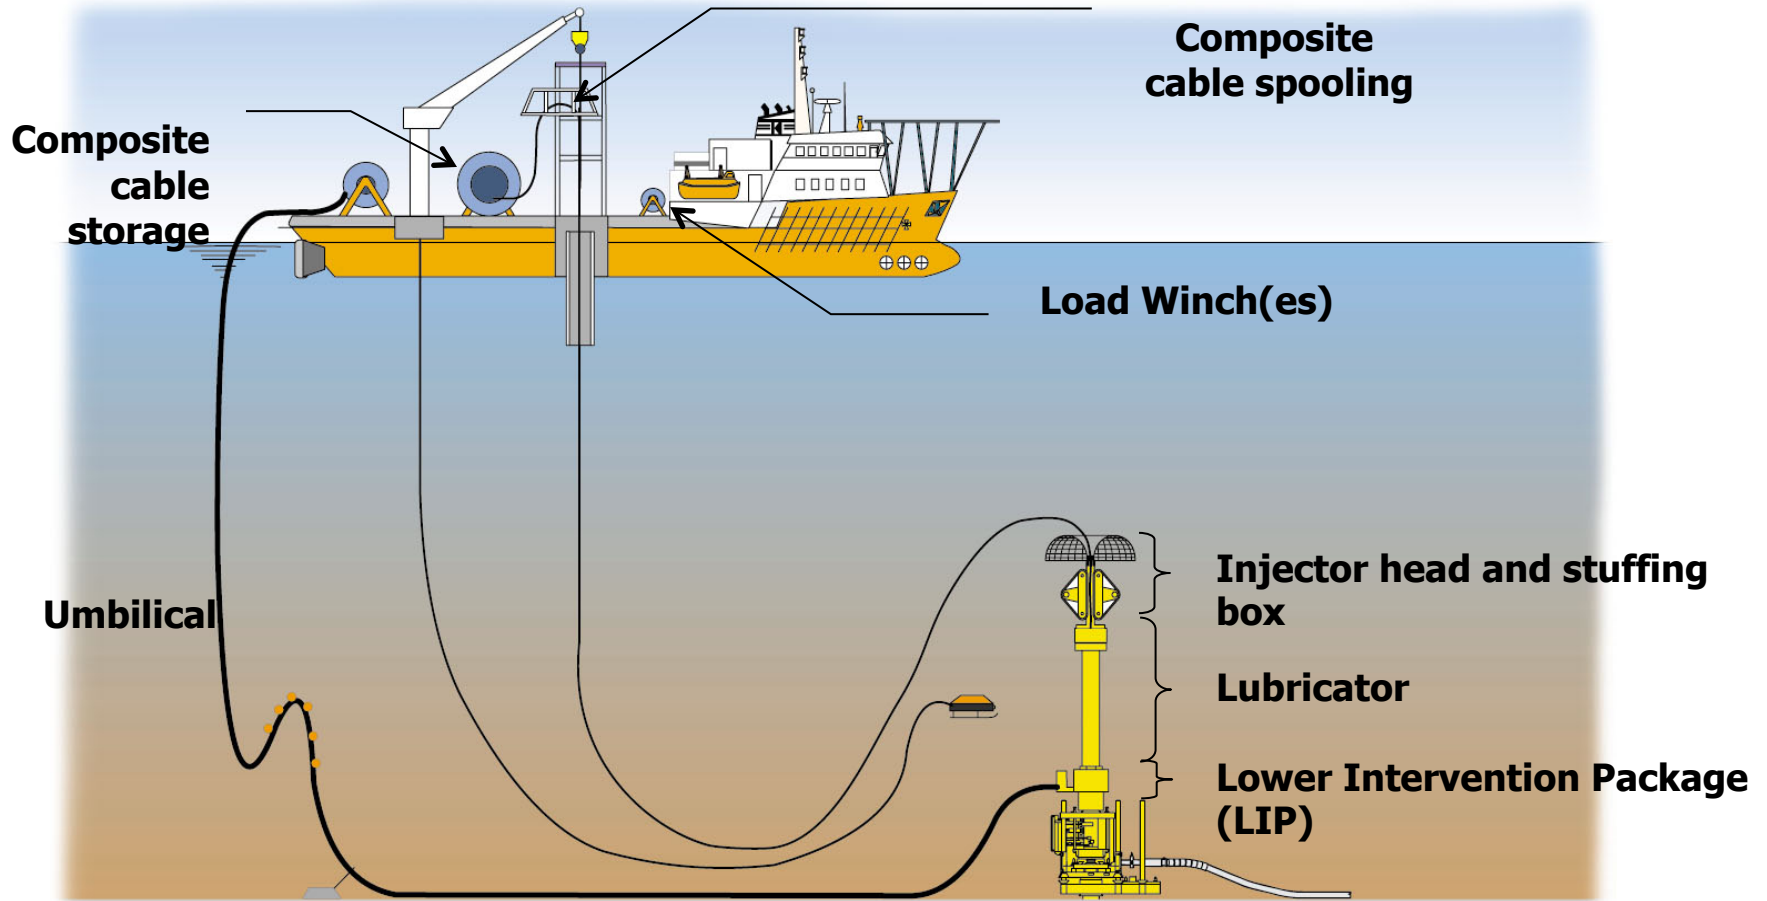 Composite
cable spooling
Composite
cable
storage
Load Winch(es)
Injector head and stuffing
box
Umbilical
Lubricator
Lower Intervention Package
(LIP)